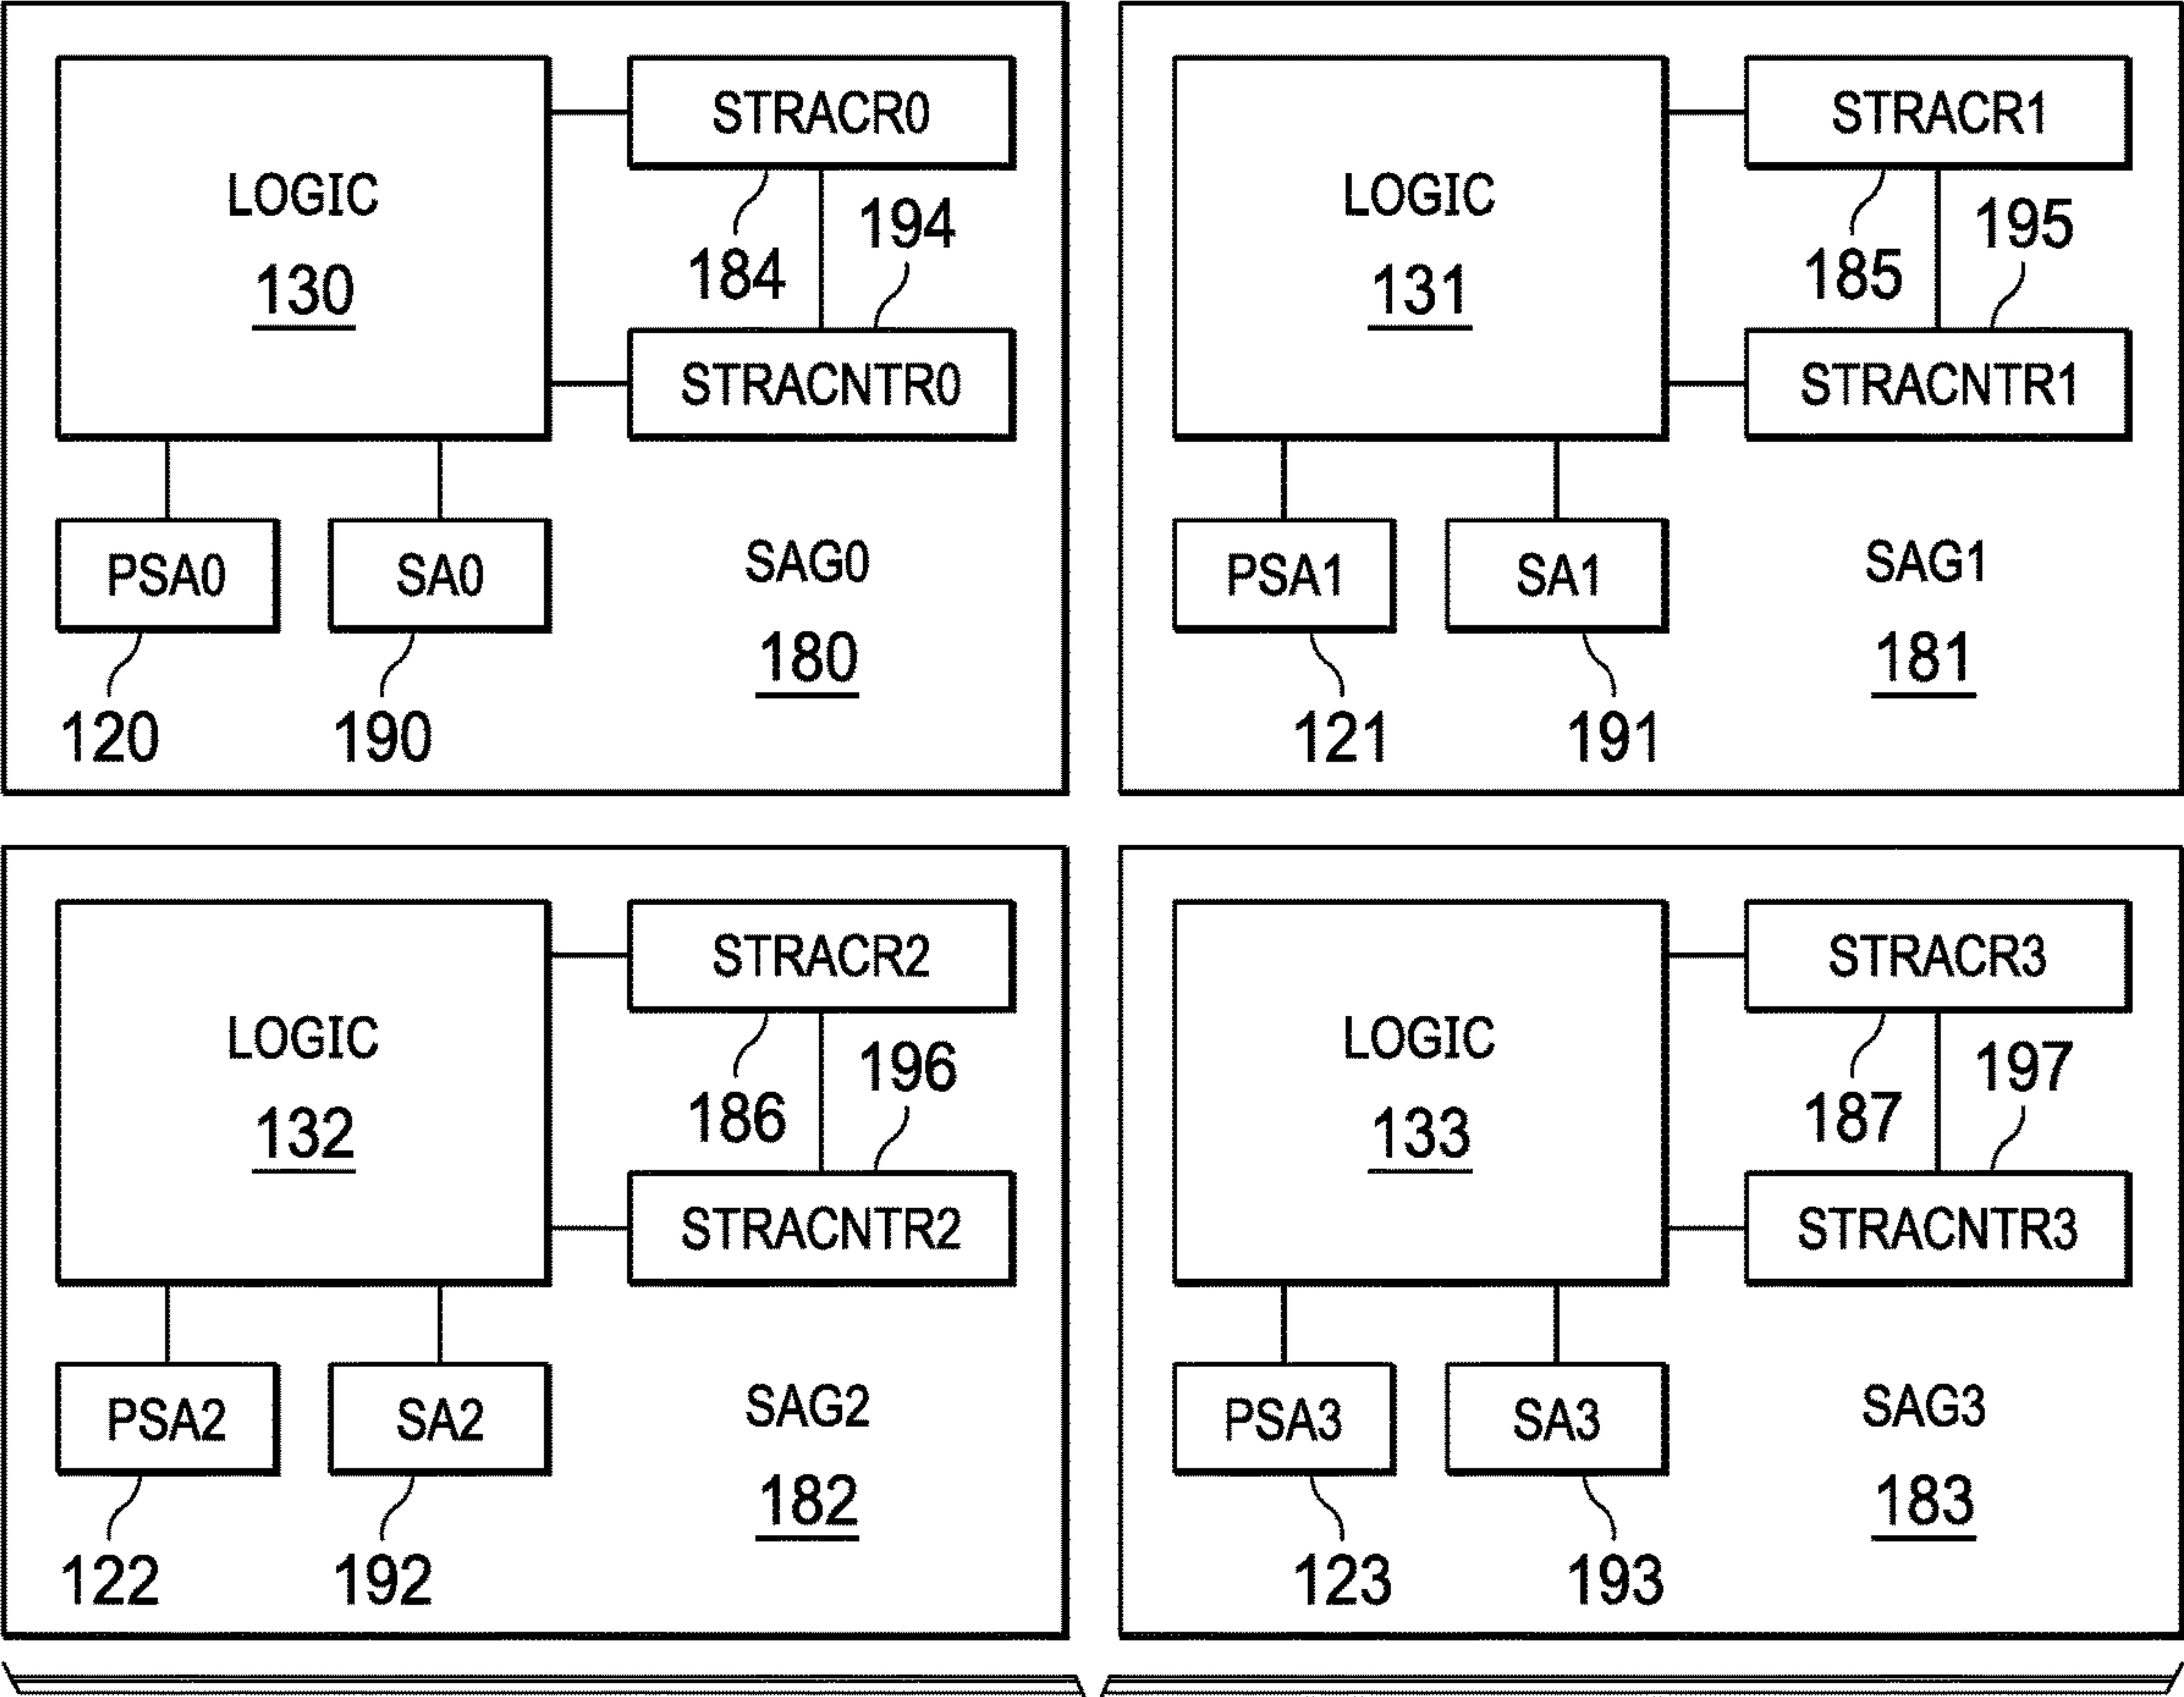 STRACR0
LOGIC
130
184
194
STRACNTR0
PSA0
SA0
SAG0
180
120
190
STRACR1
LOGIC
131
185
195
STRACNTR1
PSA1
SA1
SAG1
181
121
191
STRACR2
LOGIC
132
186
196
STRACNTR2
PSA2
SA2
SAG2
182
122
192
STRACR3
LOGIC
133
187
197
STRACNTR3
PSA3
SA3
SAG3
183
123
193